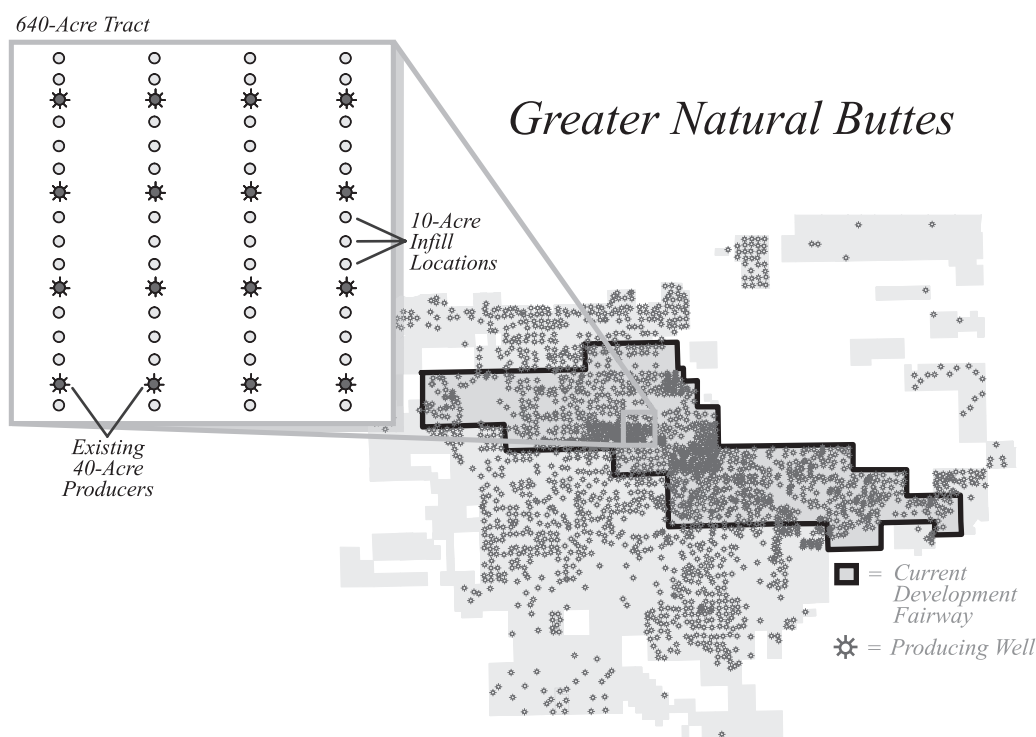 640-Acre Tract
Greater Natural Buttes
10-Acre
Infill
Locations
Existing
40-Acre
Producers
= Current
Development
Fairway
= Producing Well